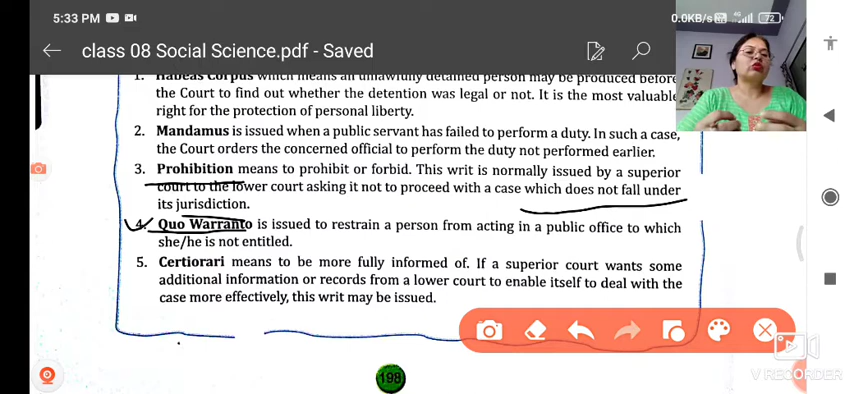 5:33 PM
0.0KB/s 4G 72
class 08 Social Science.pdf - Saved
1. Habeas Corpus which means an unlawfully detained person may be produced before
the Court to find out whether the detention was legal or not. It is the most valuable
right for the protection of personal liberty.
2. Mandamus is issued when a public servant has failed to perform a duty. In such a case,
the Court orders the concerned official to perform the duty not performed earlier.
3. Prohibition means to prohibit or forbid. This writ is normally issued by a superior
court to the lower court asking it not to proceed with a case which does not fall under
its jurisdiction.
4. Quo Warranto is issued to restrain a person from acting in a public office to which
she/he is not entitled.
5. Certiorari means to be more fully informed of. If a superior court wants some
additional information or records from a lower court to enable itself to deal with the
case more effectively, this writ may be issued.
198
V RECORDER